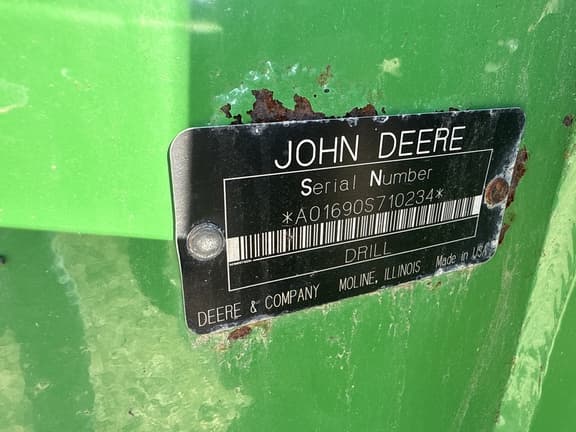 JOHN DEERE
Serial Number
*A01690S710234*
DRILL
DEERE & COMPANY MOLINE, ILLINOIS Made in USA